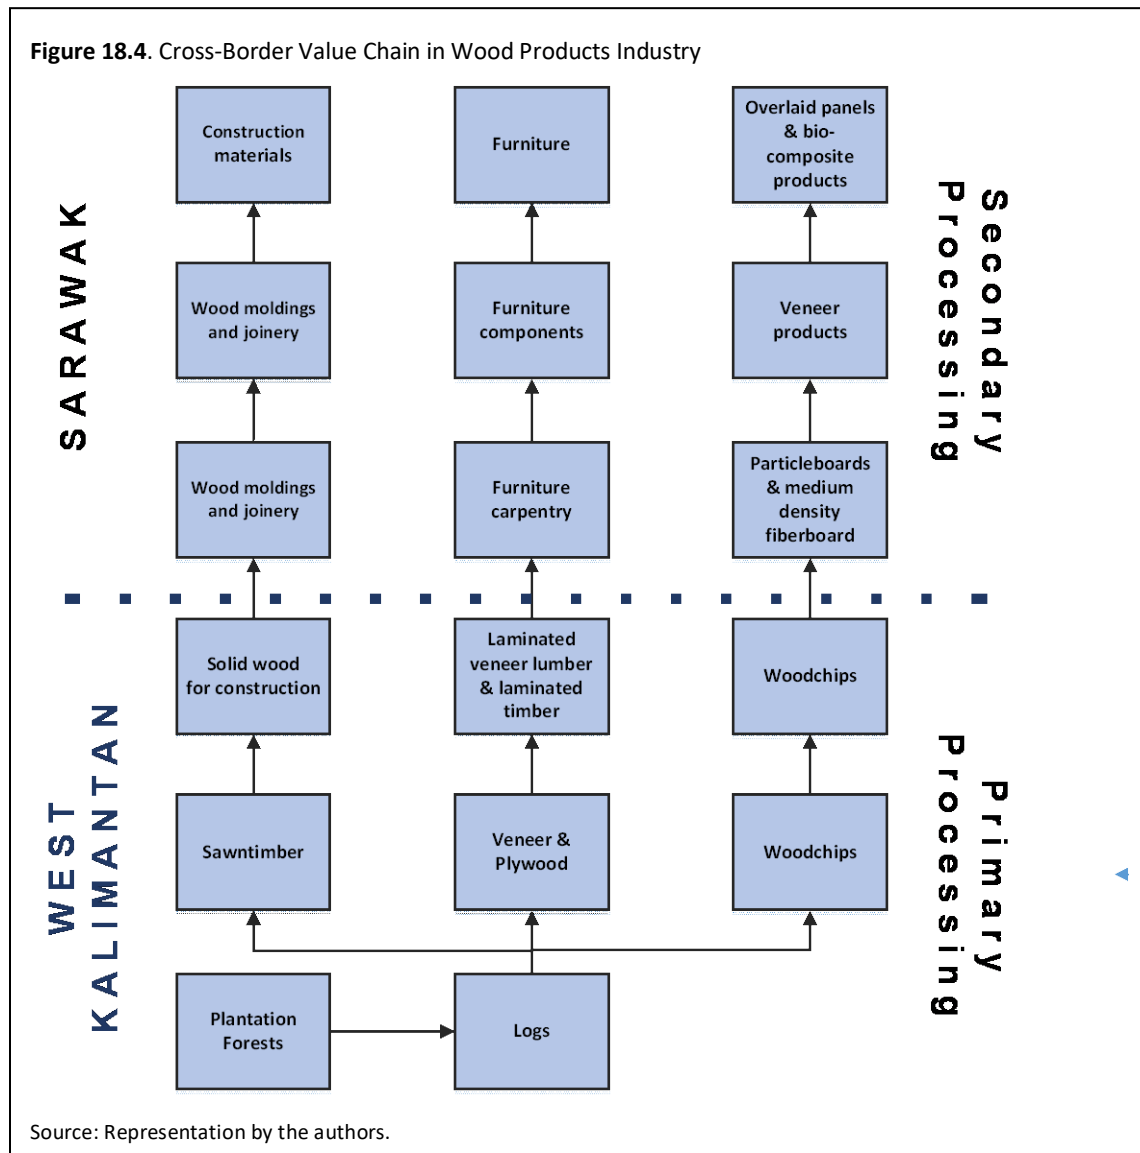 Figure 18.4. Cross-Border Value Chain in Wood Products Industry
Construction
materials
Furniture
Overlaid panels
& bio-
composite
products
SARAWAK
Secondary
Processing
Wood moldings
and joinery
Furniture
components
Veneer
products
Wood moldings
and joinery
Furniture
carpentry
Particleboards
& medium
density
fiberboard
Solid wood
for construction
Laminated
veneer lumber
& laminated
timber
Woodchips
WEST
KALIMANTAN
Primary
Processing
Sawntimber
Veneer &
Plywood
Woodchips
Plantation
Forests
Logs
Source: Representation by the authors.